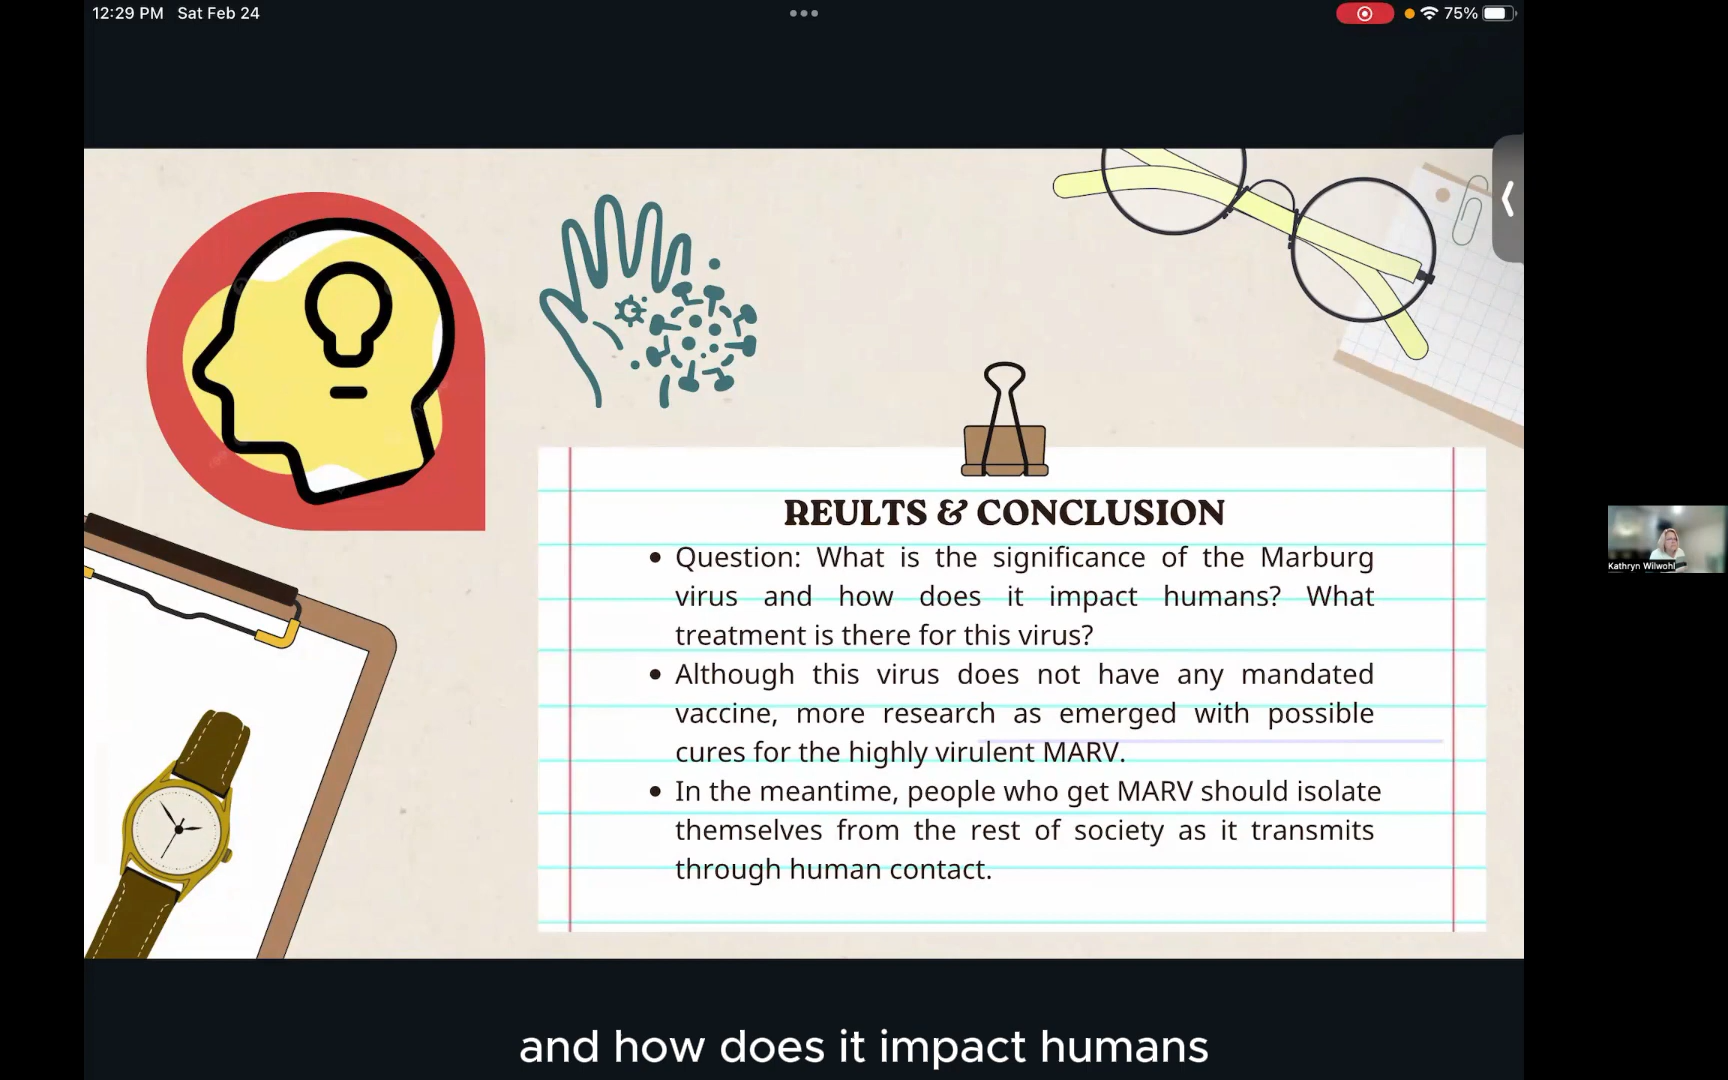 12:29 PM Sat Feb 24
75%
REULTS & CONCLUSION
Question: What is the significance of the Marburg
virus and how does it impact humans? What
treatment is there for this virus?
Although this virus does not have any mandated
vaccine, more research as emerged with possible
cures for the highly virulent MARV.
In the meantime, people who get MARV should isolate
themselves from the rest of society as it transmits
through human contact.
Kathryn Wilwohl
and how does it impact humans